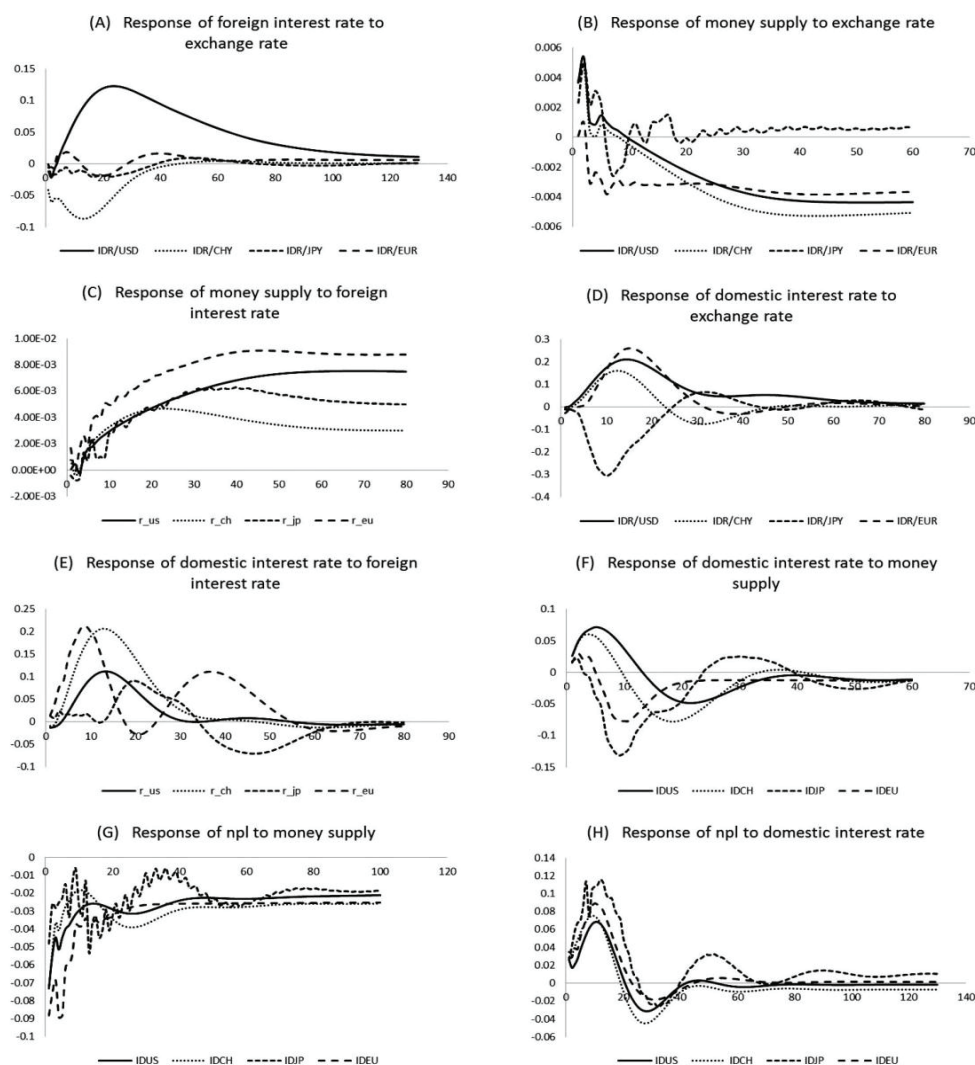 (A) Response of foreign interest rate to
exchange rate
0.15
0.1
0.05
0
-0.05
-0.1
0 20 40 60 80 100 120 140
IDR/USD IDR/CHY IDR/JPY IDR/EUR
(B) Response of money supply to exchange rate
0.006
0.004
0.002
0
-0.002
-0.004
-0.006
0 10 20 30 40 50 60 70
IDR/USD IDR/CHY IDR/JPY IDR/EUR
(C) Response of money supply to foreign
interest rate
1.00E-02
8.00E-03
6.00E-03
4.00E-03
2.00E-03
0.00E+00
-2.00E-03
0 10 20 30 40 50 60 70 80 90
r_us r_ch r_jp r_eu
(D) Response of domestic interest rate to
exchange rate
0.3
0.2
0.1
0
-0.1
-0.2
-0.3
-0.4
0 10 20 30 40 50 60 70 80 90
IDR/USD IDR/CHY IDR/JPY IDR/EUR
(E) Response of domestic interest rate to foreign
interest rate
0.25
0.2
0.15
0.1
0.05
0
-0.05
-0.1
0 10 20 30 40 50 60 70 80 90
r_us r_ch r_jp r_eu
(F) Response of domestic interest rate to money
supply
0.1
0.05
0
-0.05
-0.1
-0.15
0 10 20 30 40 50 60 70
IDUS IDCH IDJP IDEU
(G) Response of npl to money supply
0
-0.01
-0.02
-0.03
-0.04
-0.05
-0.06
-0.07
-0.08
-0.09
-0.1
0 20 40 60 80 100 120
IDUS IDCH IDJP IDEU
(H) Response of npl to domestic interest rate
0.14
0.12
0.1
0.08
0.06
0.04
0.02
0
-0.02
-0.04
-0.06
0 20 40 60 80 100 120 140
IDUS IDCH IDJP IDEU